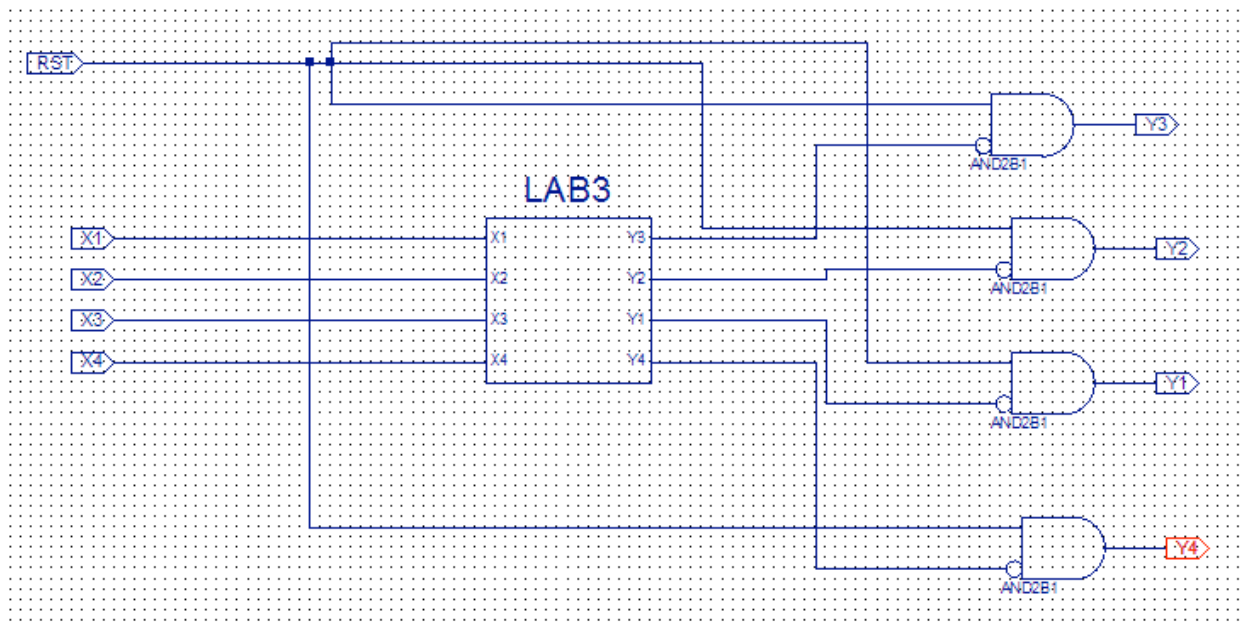 RST
Y3
AND2B1
LAB3
X1 X1 Y3 Y2
X2 X2 Y2
AND2B1
X3 X3 Y1
X4 X4 Y4
Y1
AND2B1
Y4
AND2B1